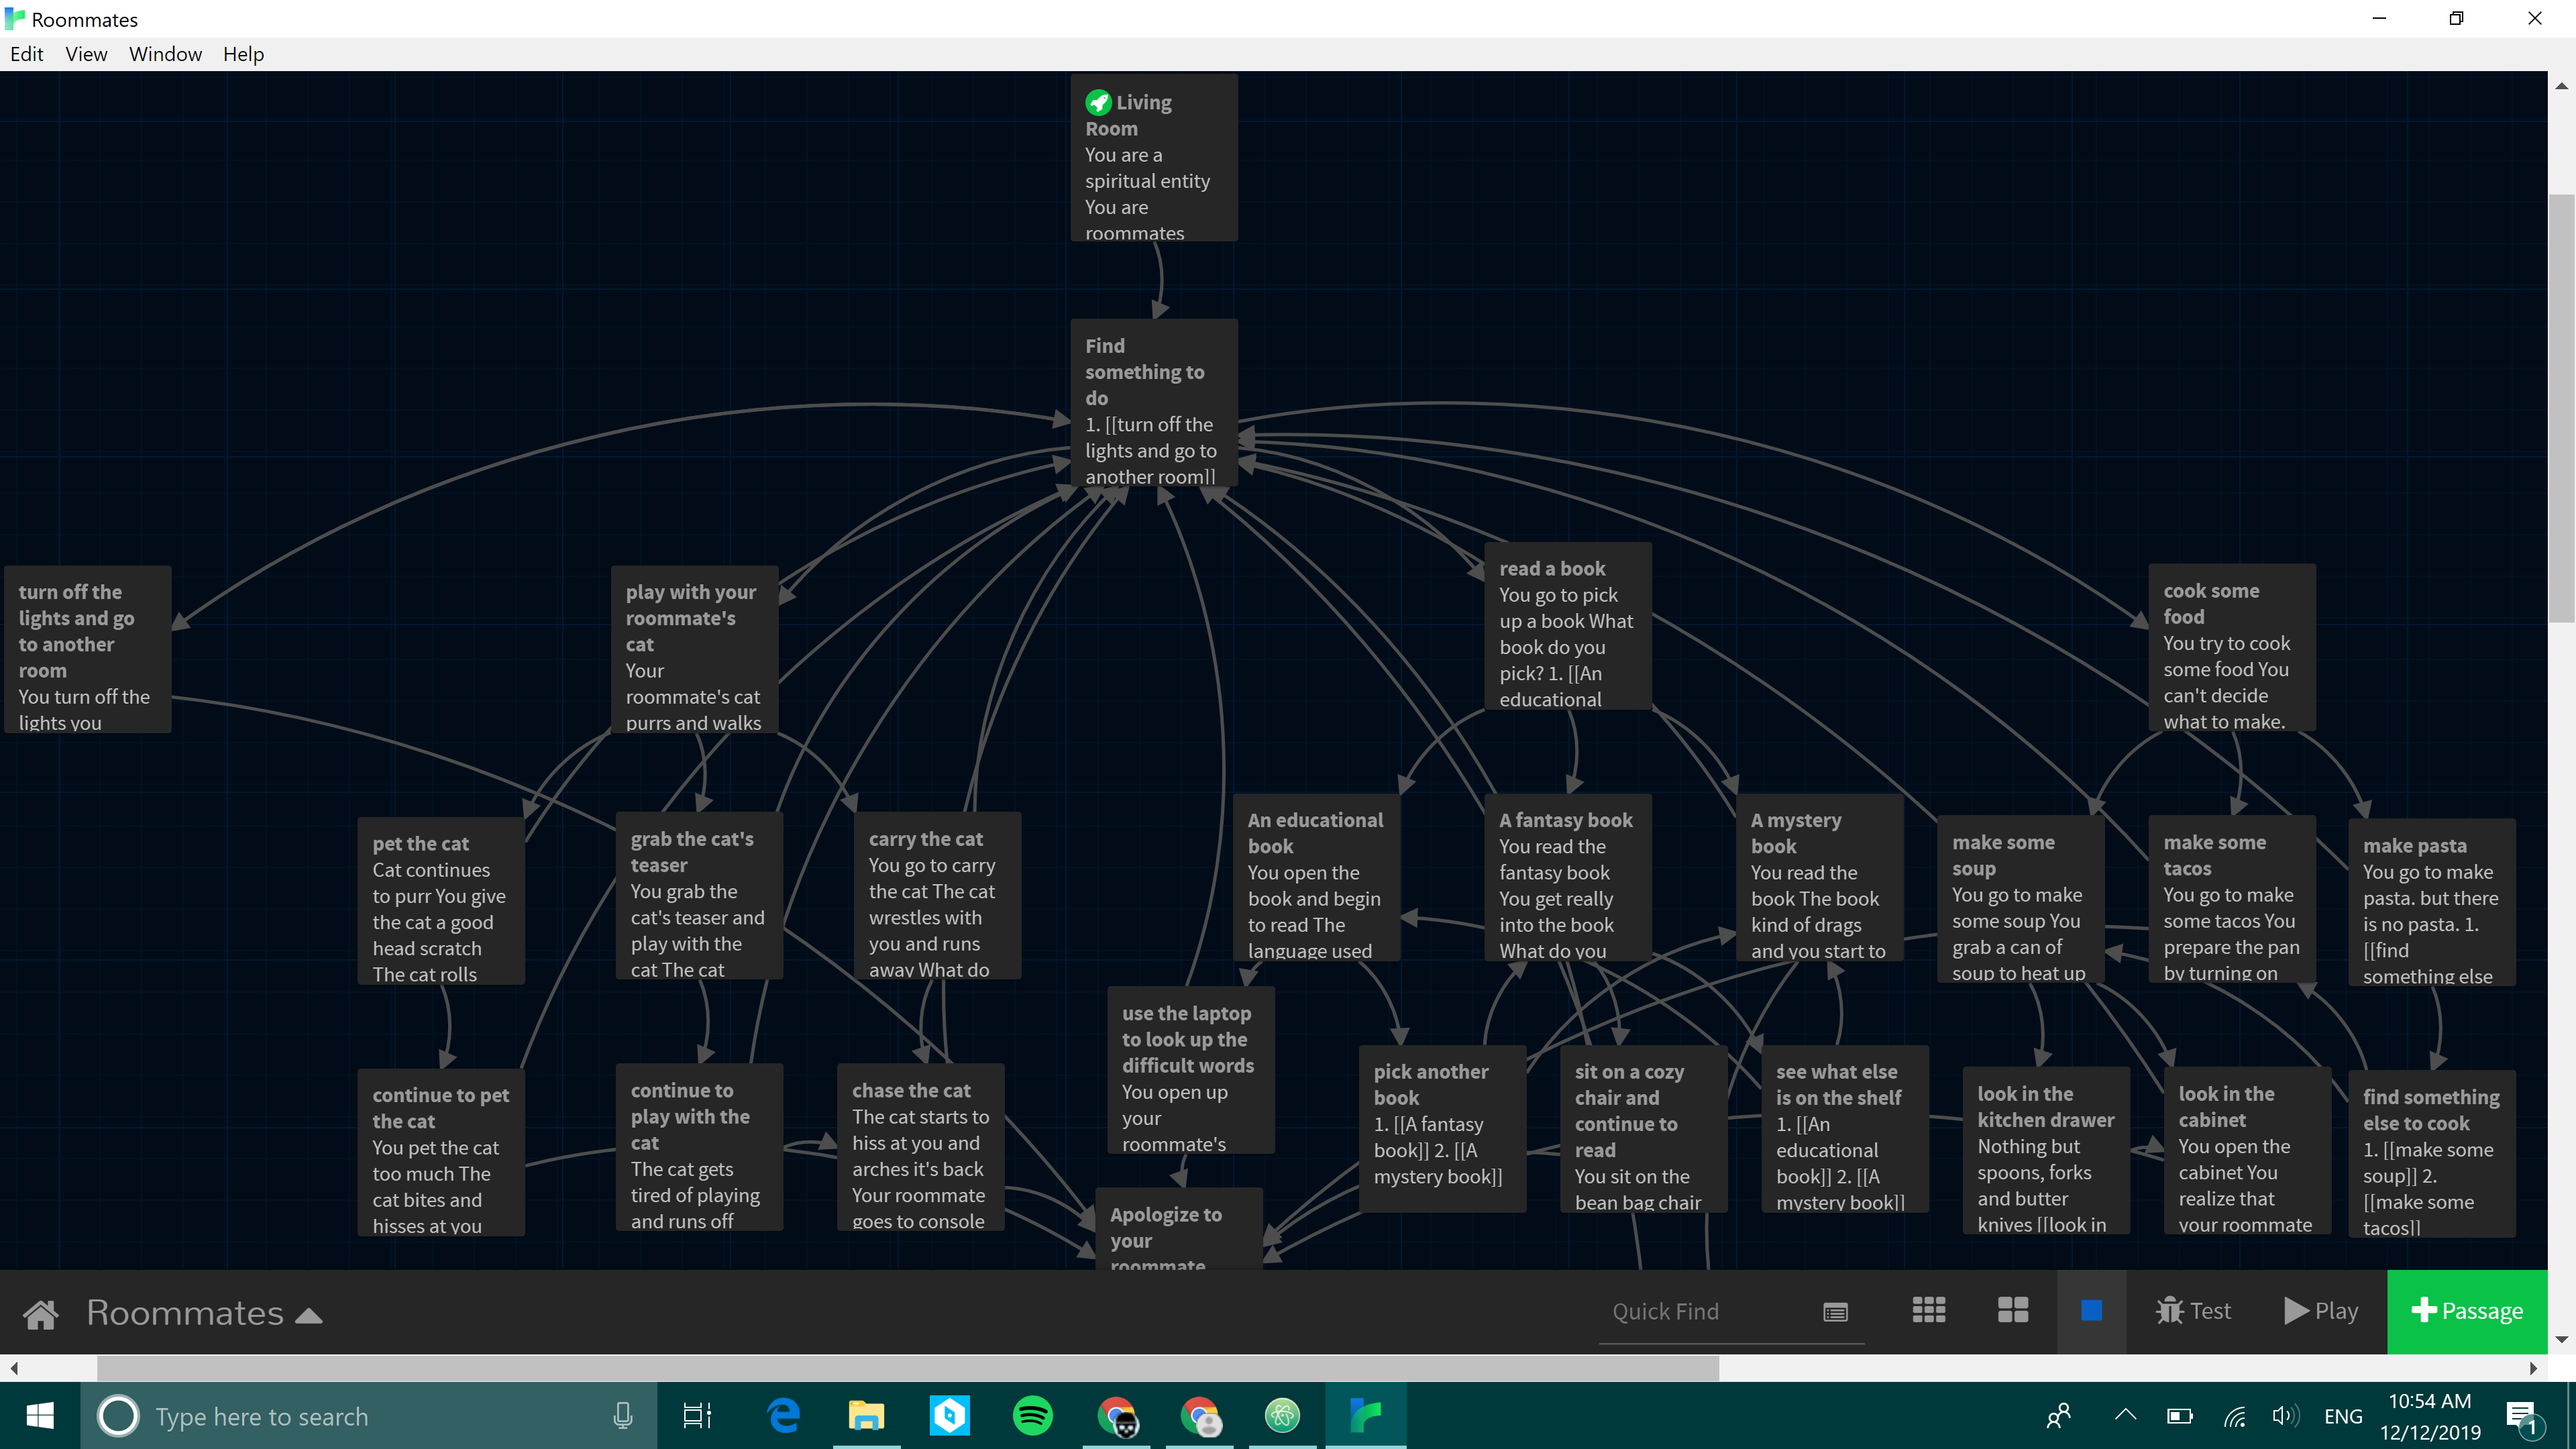 Roommates
Edit View Window Help
Living
Room
You are a
spiritual entity
You are
roommates
Find
something to
do
1. [[turn off the
lights and go to
another room]]
turn off the
lights and go
to another
room
You turn off the
lights you
play with your
roommate's
cat
Your
roommate's cat
purrs and walks
read a book
You go to pick
up a book What
book do you
pick? 1. [[An
educational
cook some
food
You try to cook
some food You
can't decide
what to make.
pet the cat
Cat continues
to purr You give
the cat a good
head scratch
The cat rolls
grab the cat's
teaser
You grab the
cat's teaser and
play with the
cat The cat
carry the cat
You go to carry
the cat The cat
wrestles with
you and runs
away What do
An educational
book
You open the
book and begin
to read The
language used
A fantasy book
You read the
fantasy book
You get really
into the book
What do you
A mystery
book
You read the
book The book
kind of drags
and you start to
make some
soup
You go to make
some soup You
grab a can of
soup to heat up
make some
tacos
You go to make
some tacos You
prepare the pan
by turning on
make pasta
You go to make
pasta. but there
is no pasta. 1.
[[find
something else
continue to pet
the cat
You pet the cat
too much The
cat bites and
hisses at you
continue to
play with the
cat
The cat gets
tired of playing
and runs off
chase the cat
The cat starts to
hiss at you and
arches it's back
Your roommate
goes to console
use the laptop
to look up the
difficult words
You open up
your
roommate's
Apologize to
your
roommate
pick another
book
1. [[A fantasy
book]] 2. [[A
mystery book]]
sit on a cozy
chair and
continue to
read
You sit on the
bean bag chair
see what else
is on the shelf
1. [[An
educational
book]] 2. [[A
mystery book]]
look in the
kitchen drawer
Nothing but
spoons, forks
and butter
knives [[look in
look in the
cabinet
You open the
cabinet You
realize that
your roommate
find something
else to cook
1. [[make some
soup]] 2.
[[make some
tacos]]
Roommates
Quick Find
Test
Play
Passage
Type here to search
ENG
10:54 AM
12/12/2019
1